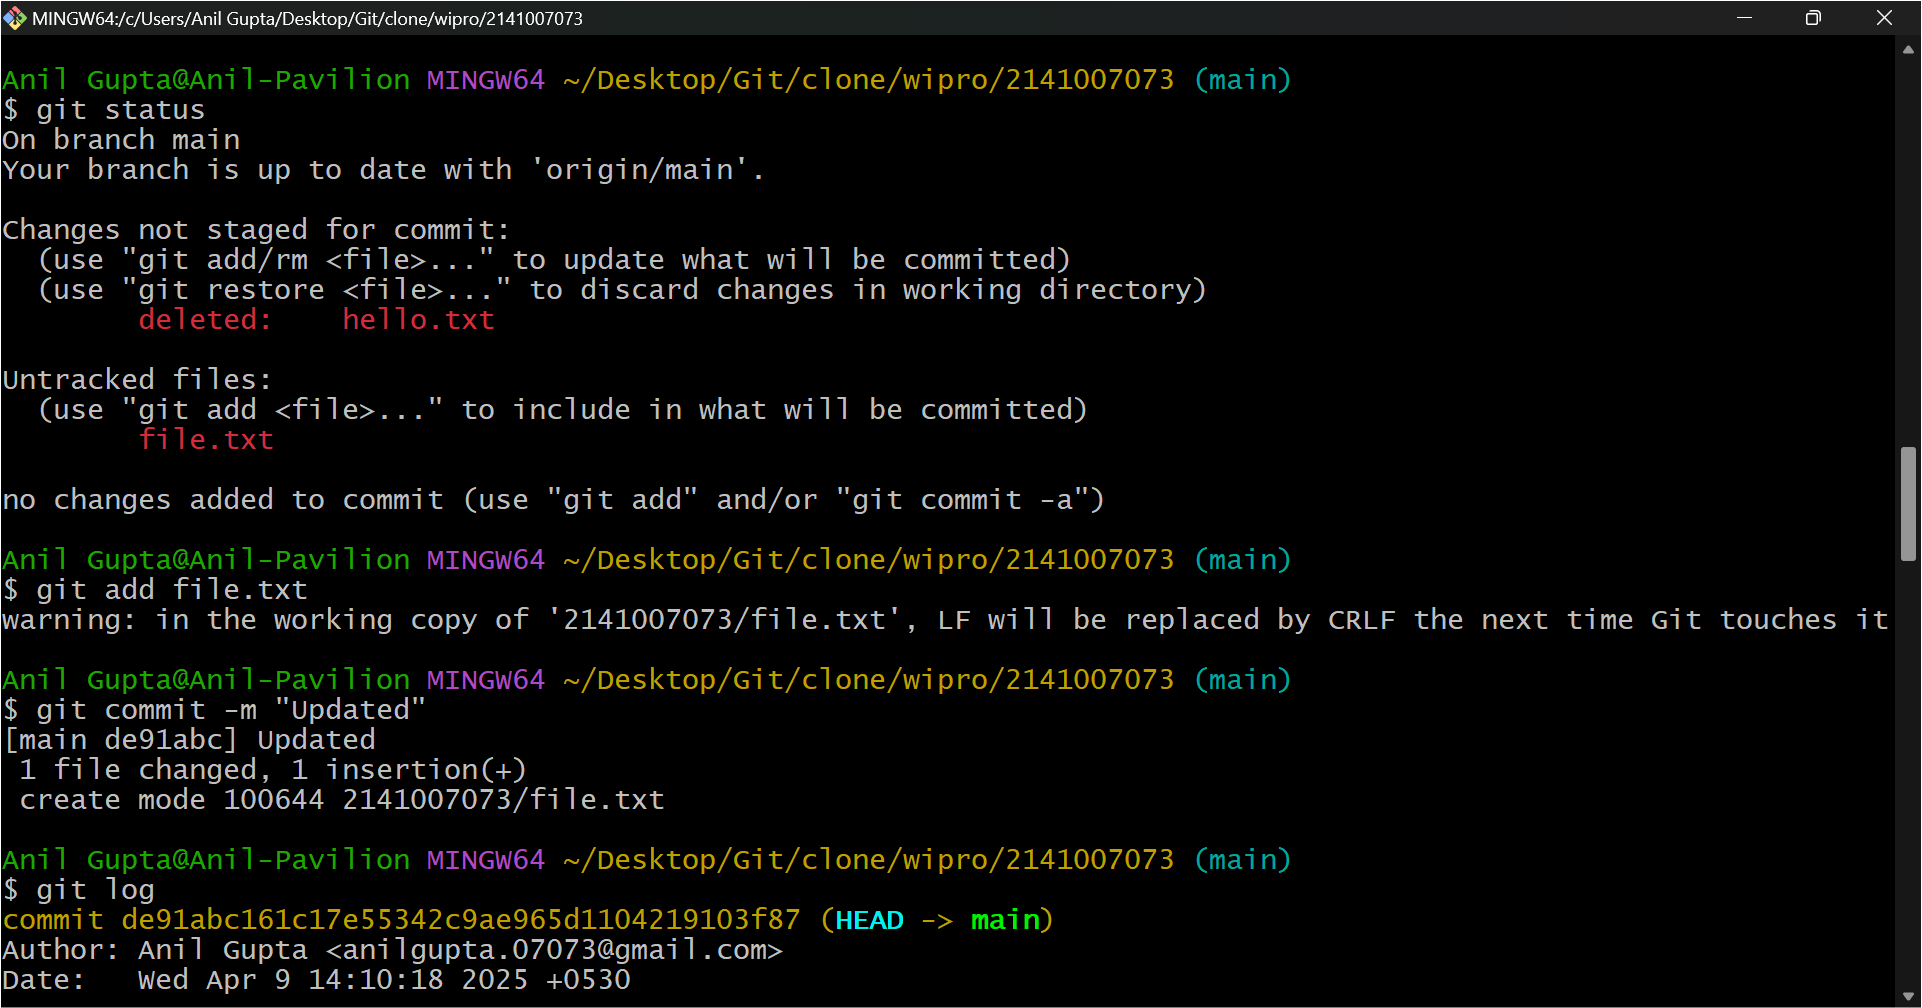 MINGW64:/c/Users/Anil Gupta/Desktop/Git/clone/wipro/2141007073
Anil Gupta@Anil-Pavilion MINGW64 ~/Desktop/Git/clone/wipro/2141007073 (main)
$ git status
On branch main
Your branch is up to date with 'origin/main'.
Changes not staged for commit:
  (use "git add/rm <file>..." to update what will be committed)
  (use "git restore <file>..." to discard changes in working directory)
        deleted:    hello.txt
Untracked files:
  (use "git add <file>..." to include in what will be committed)
        file.txt
no changes added to commit (use "git add" and/or "git commit -a")
Anil Gupta@Anil-Pavilion MINGW64 ~/Desktop/Git/clone/wipro/2141007073 (main)
$ git add file.txt
warning: in the working copy of '2141007073/file.txt', LF will be replaced by CRLF the next time Git touches it
Anil Gupta@Anil-Pavilion MINGW64 ~/Desktop/Git/clone/wipro/2141007073 (main)
$ git commit -m "Updated"
[main de91abc] Updated
 1 file changed, 1 insertion(+)
 create mode 100644 2141007073/file.txt
Anil Gupta@Anil-Pavilion MINGW64 ~/Desktop/Git/clone/wipro/2141007073 (main)
$ git log
commit de91abc161c17e55342c9ae965d1104219103f87 (HEAD -> main)
Author: Anil Gupta <anilgupta.07073@gmail.com>
Date:   Wed Apr 9 14:10:18 2025 +0530